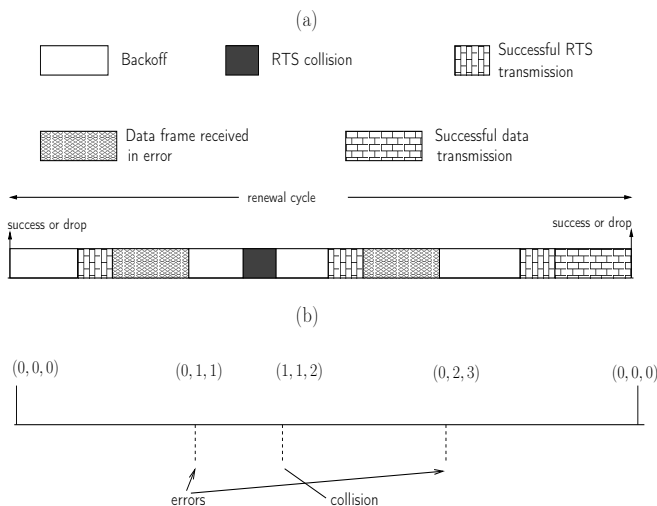 (a)
Backoff
RTS collision
Successful RTS
transmission
Data frame received
in error
Successful data
transmission
renewal cycle
success or drop
success or drop
(b)
(0, 0, 0)
(0, 1, 1)
(1, 1, 2)
(0, 2, 3)
(0, 0, 0)
errors
collision